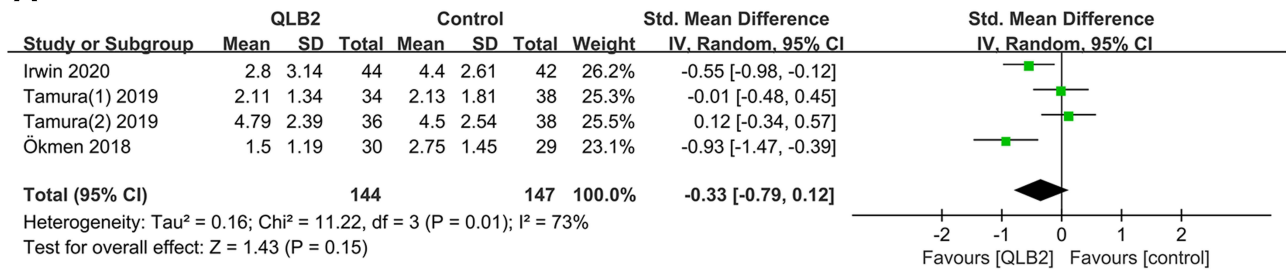 QLB2 Control Std. Mean Difference Std. Mean Difference
Study or Subgroup Mean SD Total Mean SD Total Weight IV, Random, 95% CI IV, Random, 95% CI
Irwin 2020 2.8 3.14 44 4.4 2.61 42 26.2% -0.55 [-0.98, -0.12]
Tamura(1) 2019 2.11 1.34 34 2.13 1.81 38 25.3% -0.01 [-0.48, 0.45]
Tamura(2) 2019 4.79 2.39 36 4.5 2.54 38 25.5% 0.12 [-0.34, 0.57]
Ökmen 2018 1.5 1.19 30 2.75 1.45 29 23.1% -0.93 [-1.47, -0.39]
Total (95% CI) 144 147 100.0% -0.33 [-0.79, 0.12]
Heterogeneity: Tau² = 0.16; Chi² = 11.22, df = 3 (P = 0.01); I² = 73%
Test for overall effect: Z = 1.43 (P = 0.15)
-2 -1 0 1 2
Favours [QLB2] Favours [control]